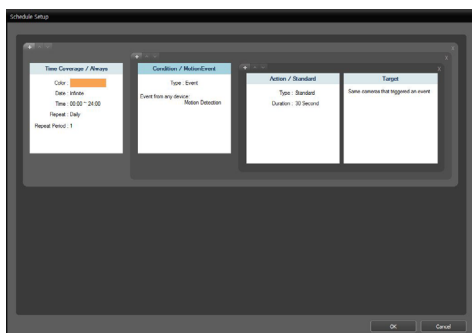 Schedule Setup
Time Coverage / Always
Color :
Date : Infinite
Time : 00:00 ~ 24:00
Repeat : Daily
Repeat Period : 1
Condition / MotionEvent
Type : Event
Event from any device:
Motion Detection
Action / Standard
Type : Standard
Duration : 30 Second
Target
Same cameras that triggered an event
OK
Cancel